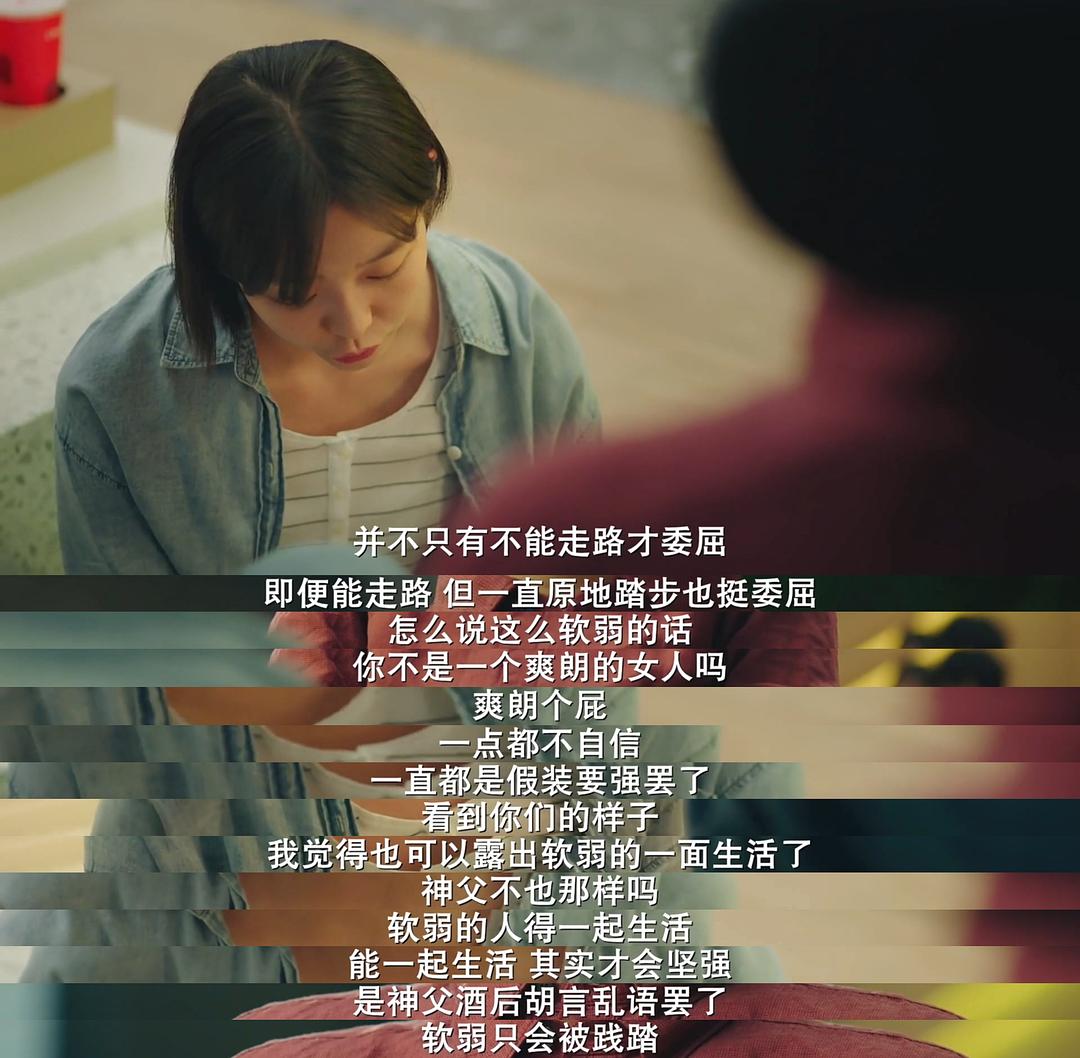 并不只有不能走路才委屈
即便能走路 但一直原地踏步也挺委屈
怎么说这么软弱的话
你不是一个爽朗的女人吗
爽朗个屁
一点都不自信
一直都是假装要强罢了
看到你们的样子
我觉得也可以露出软弱的一面生活了
神父不也那样吗
软弱的人得一起生活
能一起生活 其实才会坚强
是神父酒后胡言乱语罢了
软弱只会被践踏